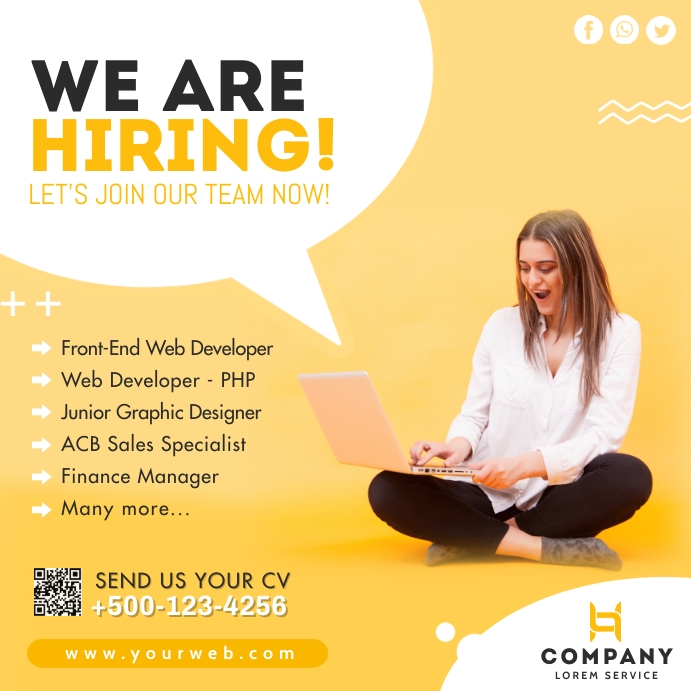 WE ARE
HIRING!
LET'S JOIN OUR TEAM NOW!
Front-End Web Developer
Web Developer - PHP
Junior Graphic Designer
ACB Sales Specialist
Finance Manager
Many more...
SEND US YOUR CV
+500-123-4256
www.yourweb.com
COMPANY
LOREM SERVICE